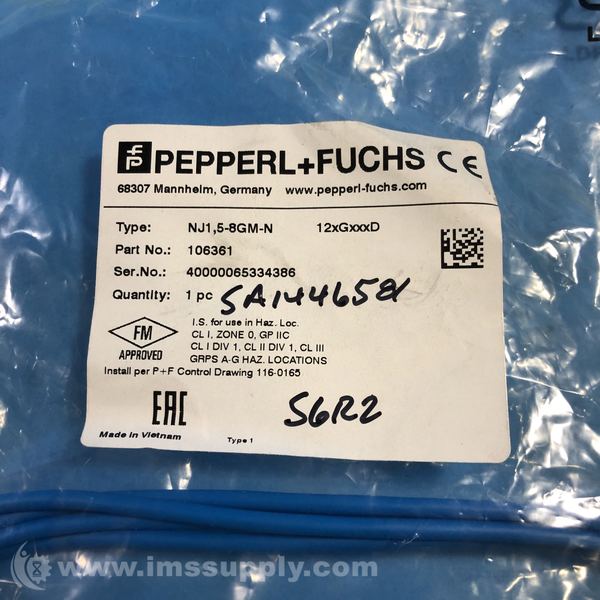 PEPPERL+FUCHS CE
68307 Mannheim, Germany www.pepperl-fuchs.com
Type: NJ1,5-8GM-N 12xGxxxD
Part No.: 106361
Ser.No.: 40000065334386
Quantity: 1 pc
FM
APPROVED
I.S. for use in Haz. Loc.
CL I, ZONE 0, GP IIC
CL I DIV 1, CL II DIV 1, CL III
GRPS A-G HAZ. LOCATIONS
Install per P+F Control Drawing 116-0165
EAC
S6R2
Made in Vietnam
Type 1
© www.imssupply.com